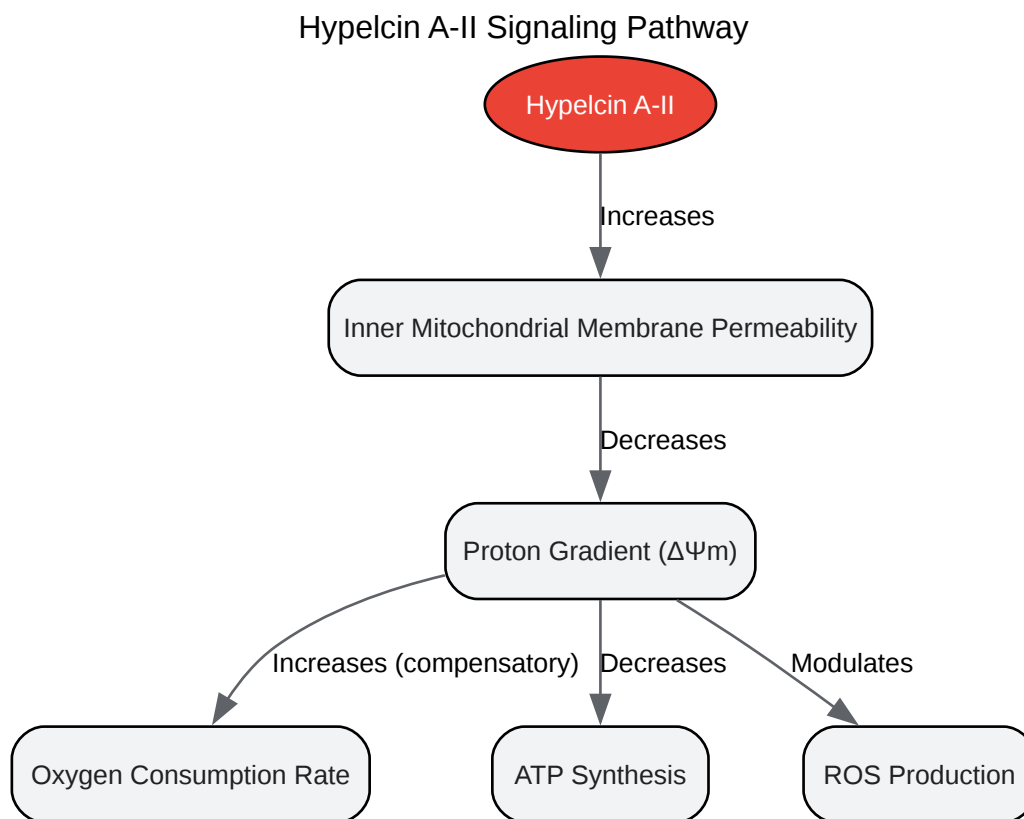 Hypelcin A-II Signaling Pathway
Hypelcin A-II
Increases
Inner Mitochondrial Membrane Permeability
Decreases
Proton Gradient (ΔΨm)
Increases (compensatory)
Decreases
Modulates
Oxygen Consumption Rate
ATP Synthesis
ROS Production